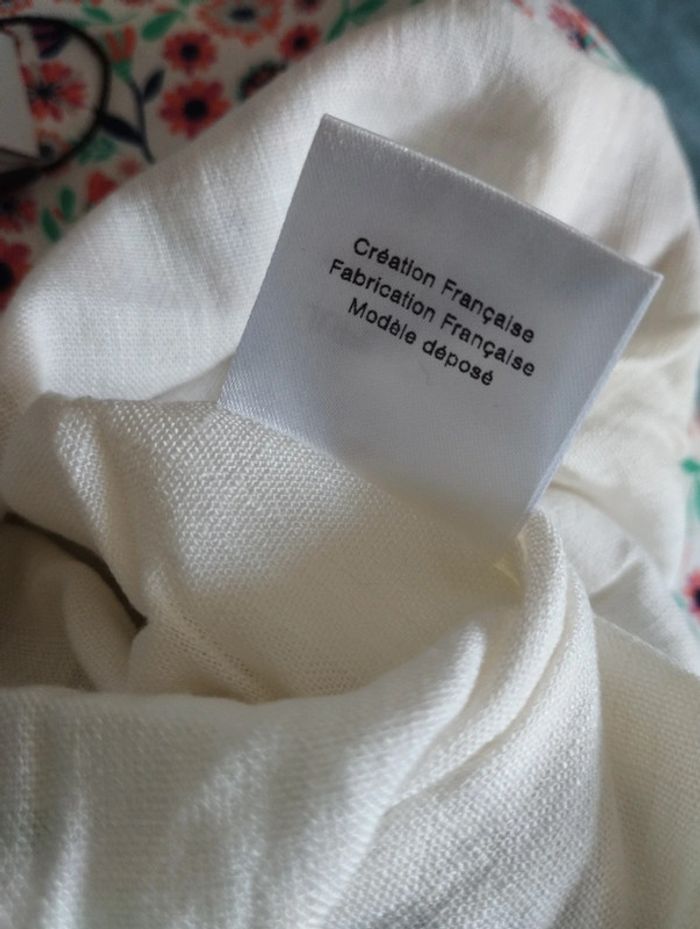 Création Française
Fabrication Française
Modèle déposé